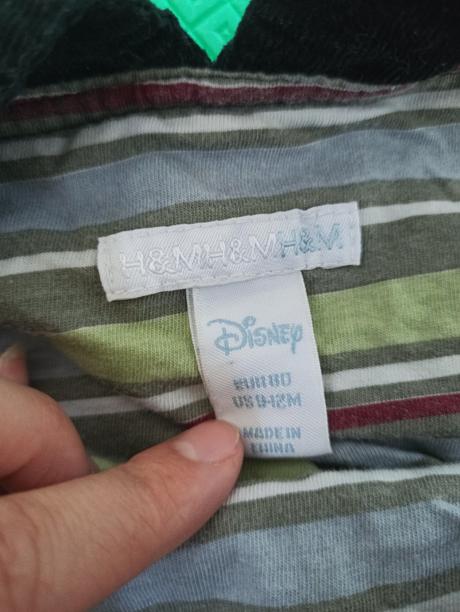 H&MH&MH&M
Disney
EUR 80
US 9-12M
MADE IN
CHINA